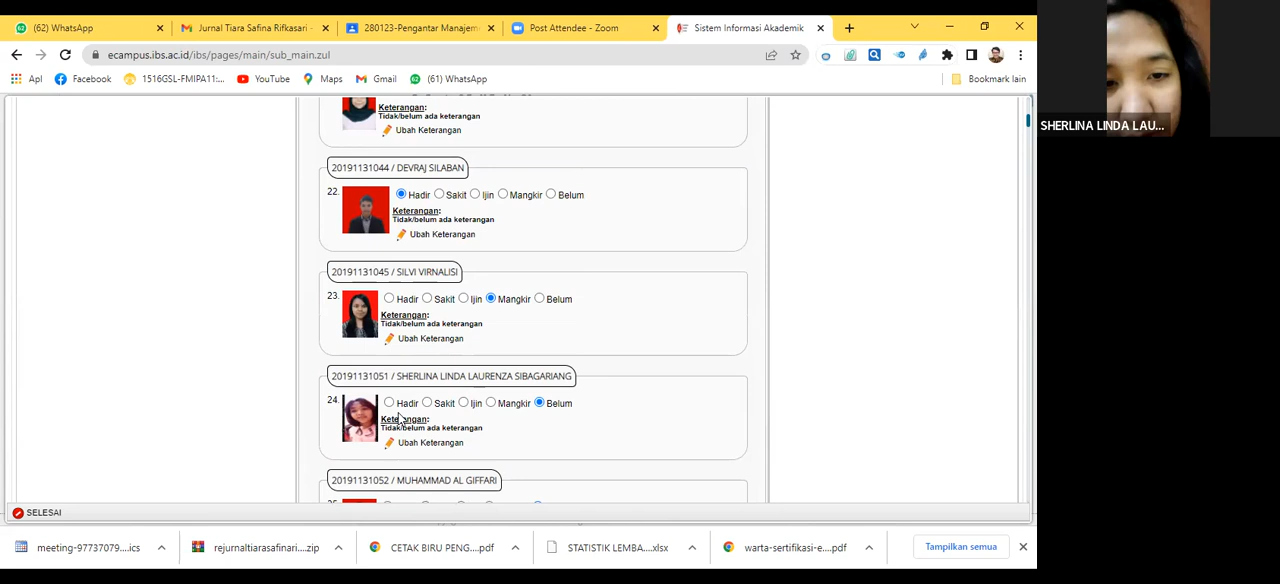 (62) WhatsApp
Jurnal Tiara Safina Rifkasari -
280123-Pengantar Manajem
Post Attendee - Zoom
Sistem Informasi Akademik
ecampus.ibs.ac.id/ibs/pages/main/sub_main.zul
Apl
Facebook
1516GSL-FMIPA11:...
YouTube
Maps
Gmail
(61) WhatsApp
Bookmark lain
Keterangan:
Tidak/belum ada keterangan
Ubah Keterangan
20191131044 / DEVRAJ SILABAN
22.
Hadir Sakit Ijin Mangkir Belum
Keterangan:
Tidak/belum ada keterangan
Ubah Keterangan
20191131045 / SILVI VIRNALISI
23.
Hadir Sakit Ijin Mangkir Belum
Keterangan:
Tidak/belum ada keterangan
Ubah Keterangan
20191131051 / SHERLINA LINDA LAURENZA SIBAGARIANG
24.
Hadir Sakit Ijin Mangkir Belum
Keterangan:
Tidak/belum ada keterangan
Ubah Keterangan
20191131052 / MUHAMMAD AL GIFFARI
SELESAI
meeting-97737079....ics
rejurnaltiarasafinari....zip
CETAK BIRU PENG....pdf
STATISTIK LEMBA....xlsx
warta-sertifikasi-e....pdf
Tampilkan semua
SHERLINA LINDA LAU...